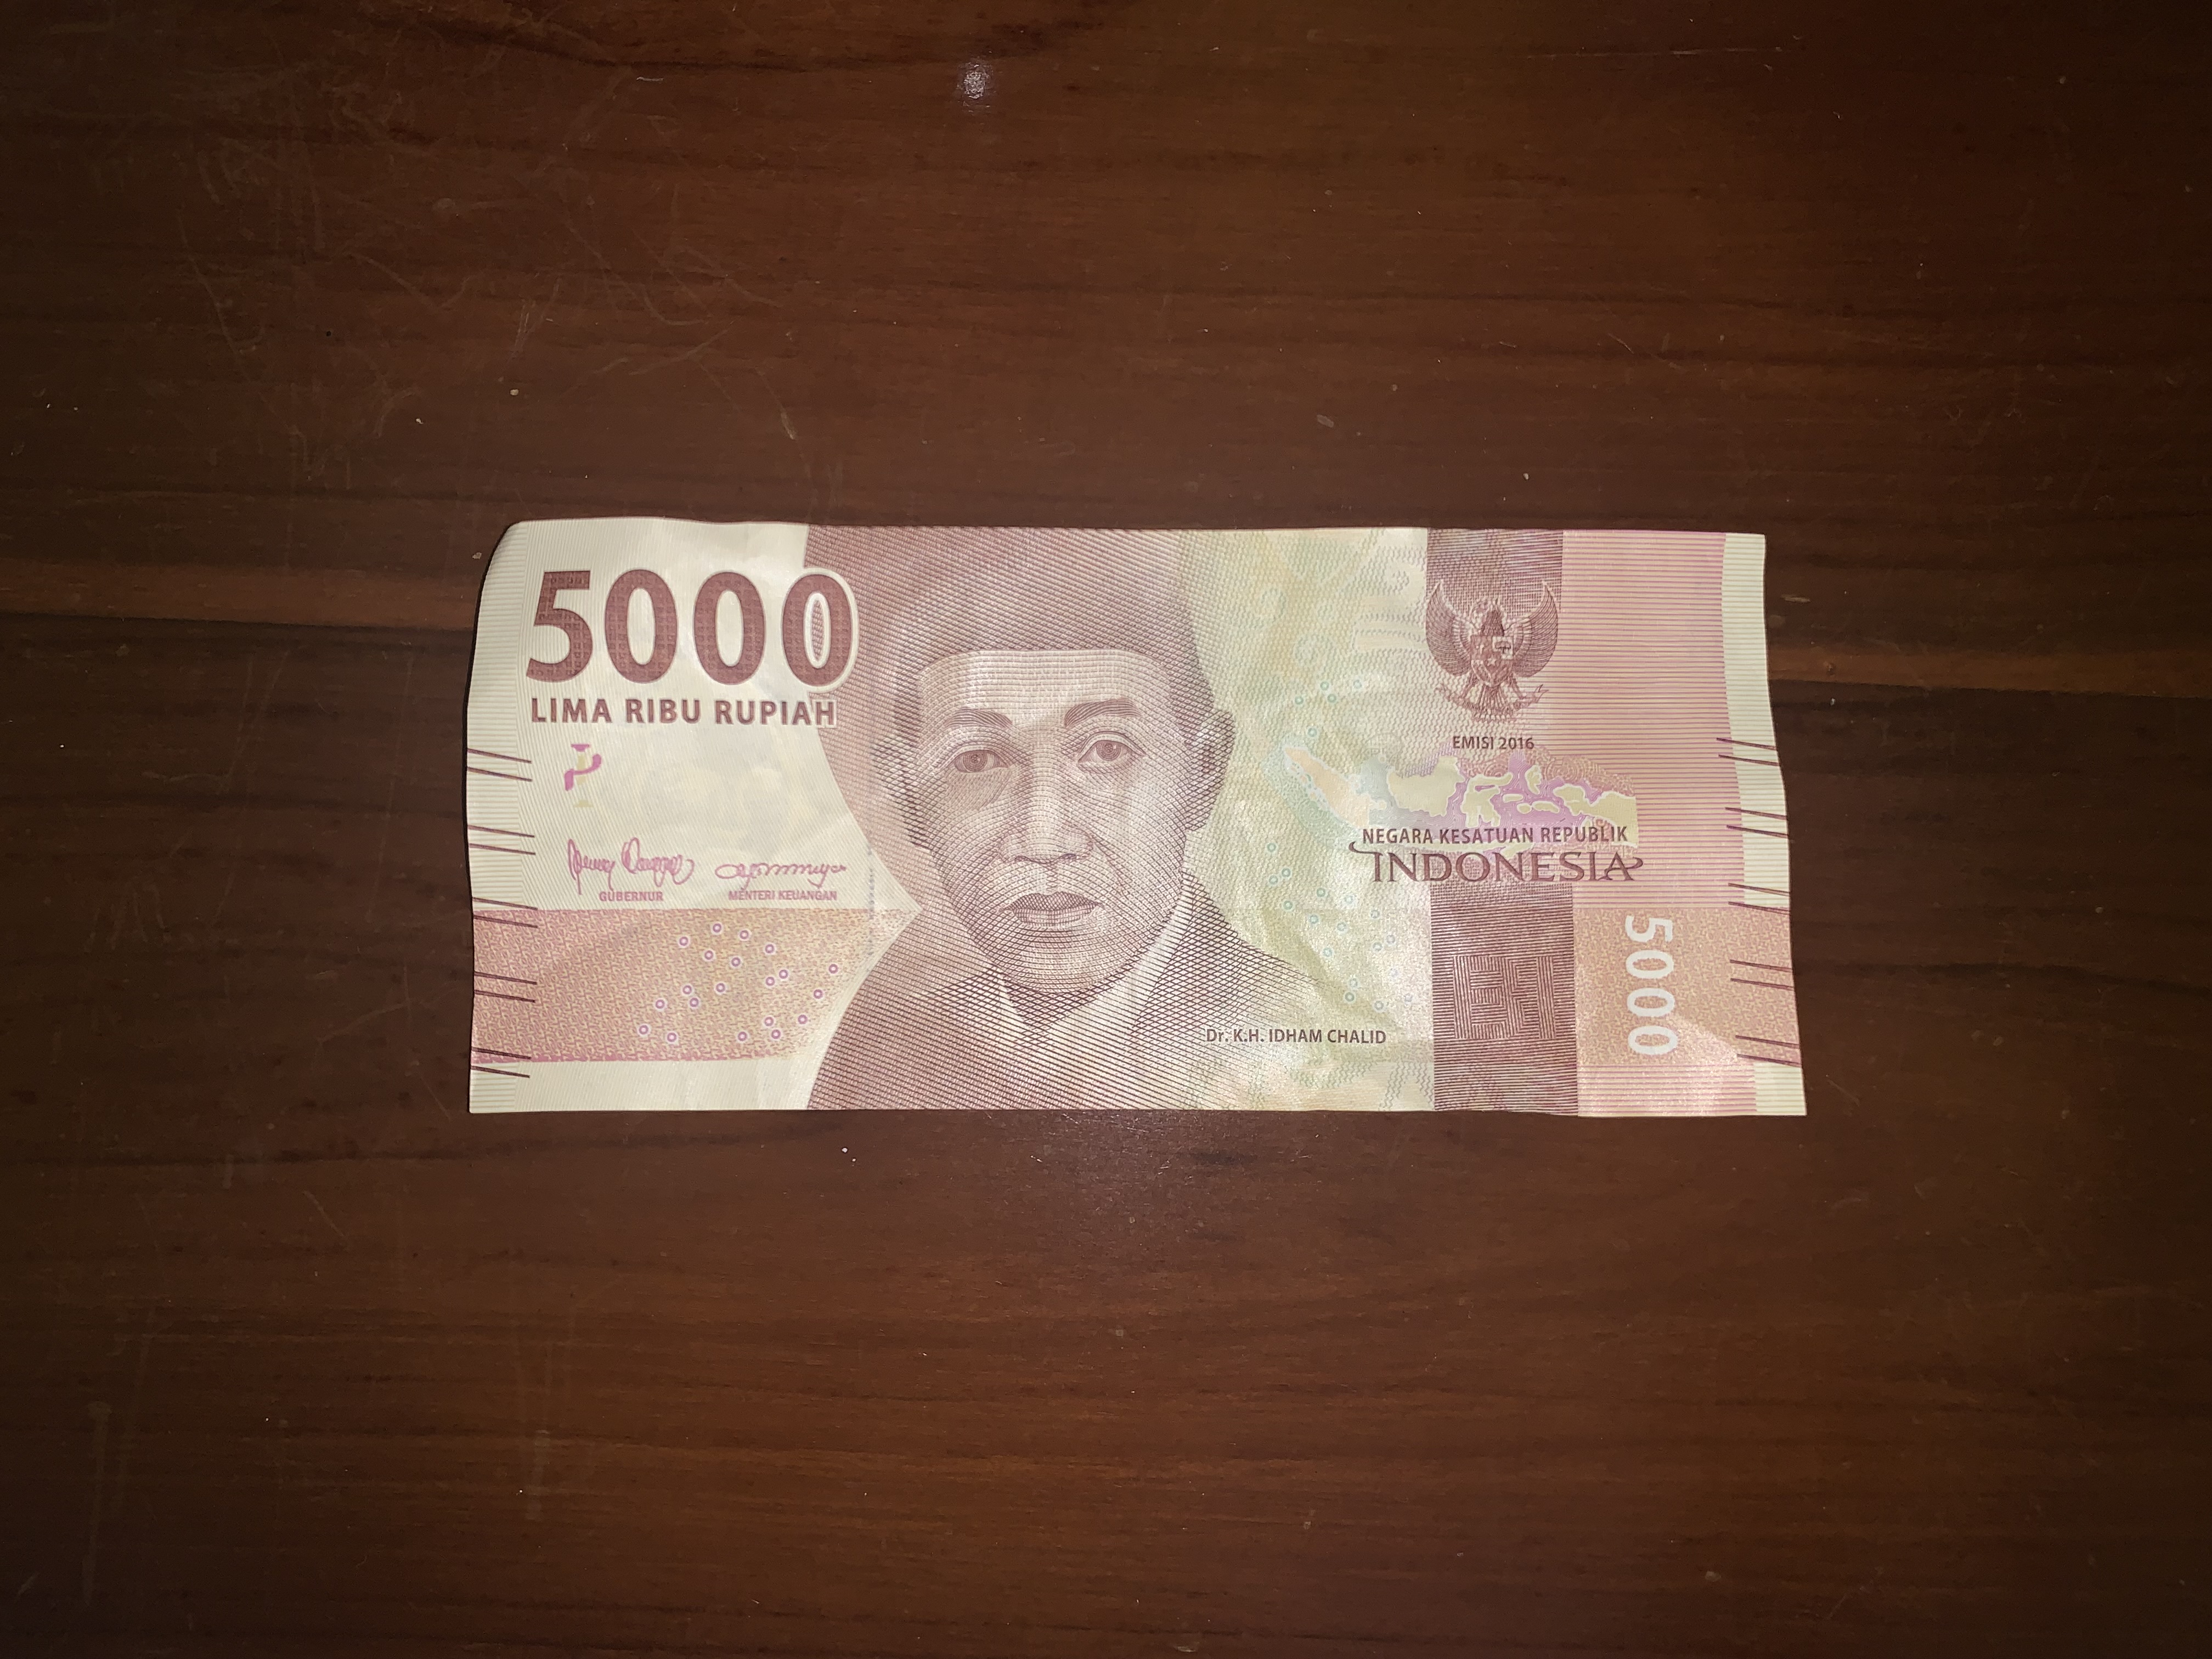 5000
LIMA RIBU RUPIAH
EMISI 2016
NEGARA KESATUAN REPUBLIK
INDONESIA
GUBERNUR
MENTERI KEUANGAN
Dr. K.H. IDHAM CHALID
5000